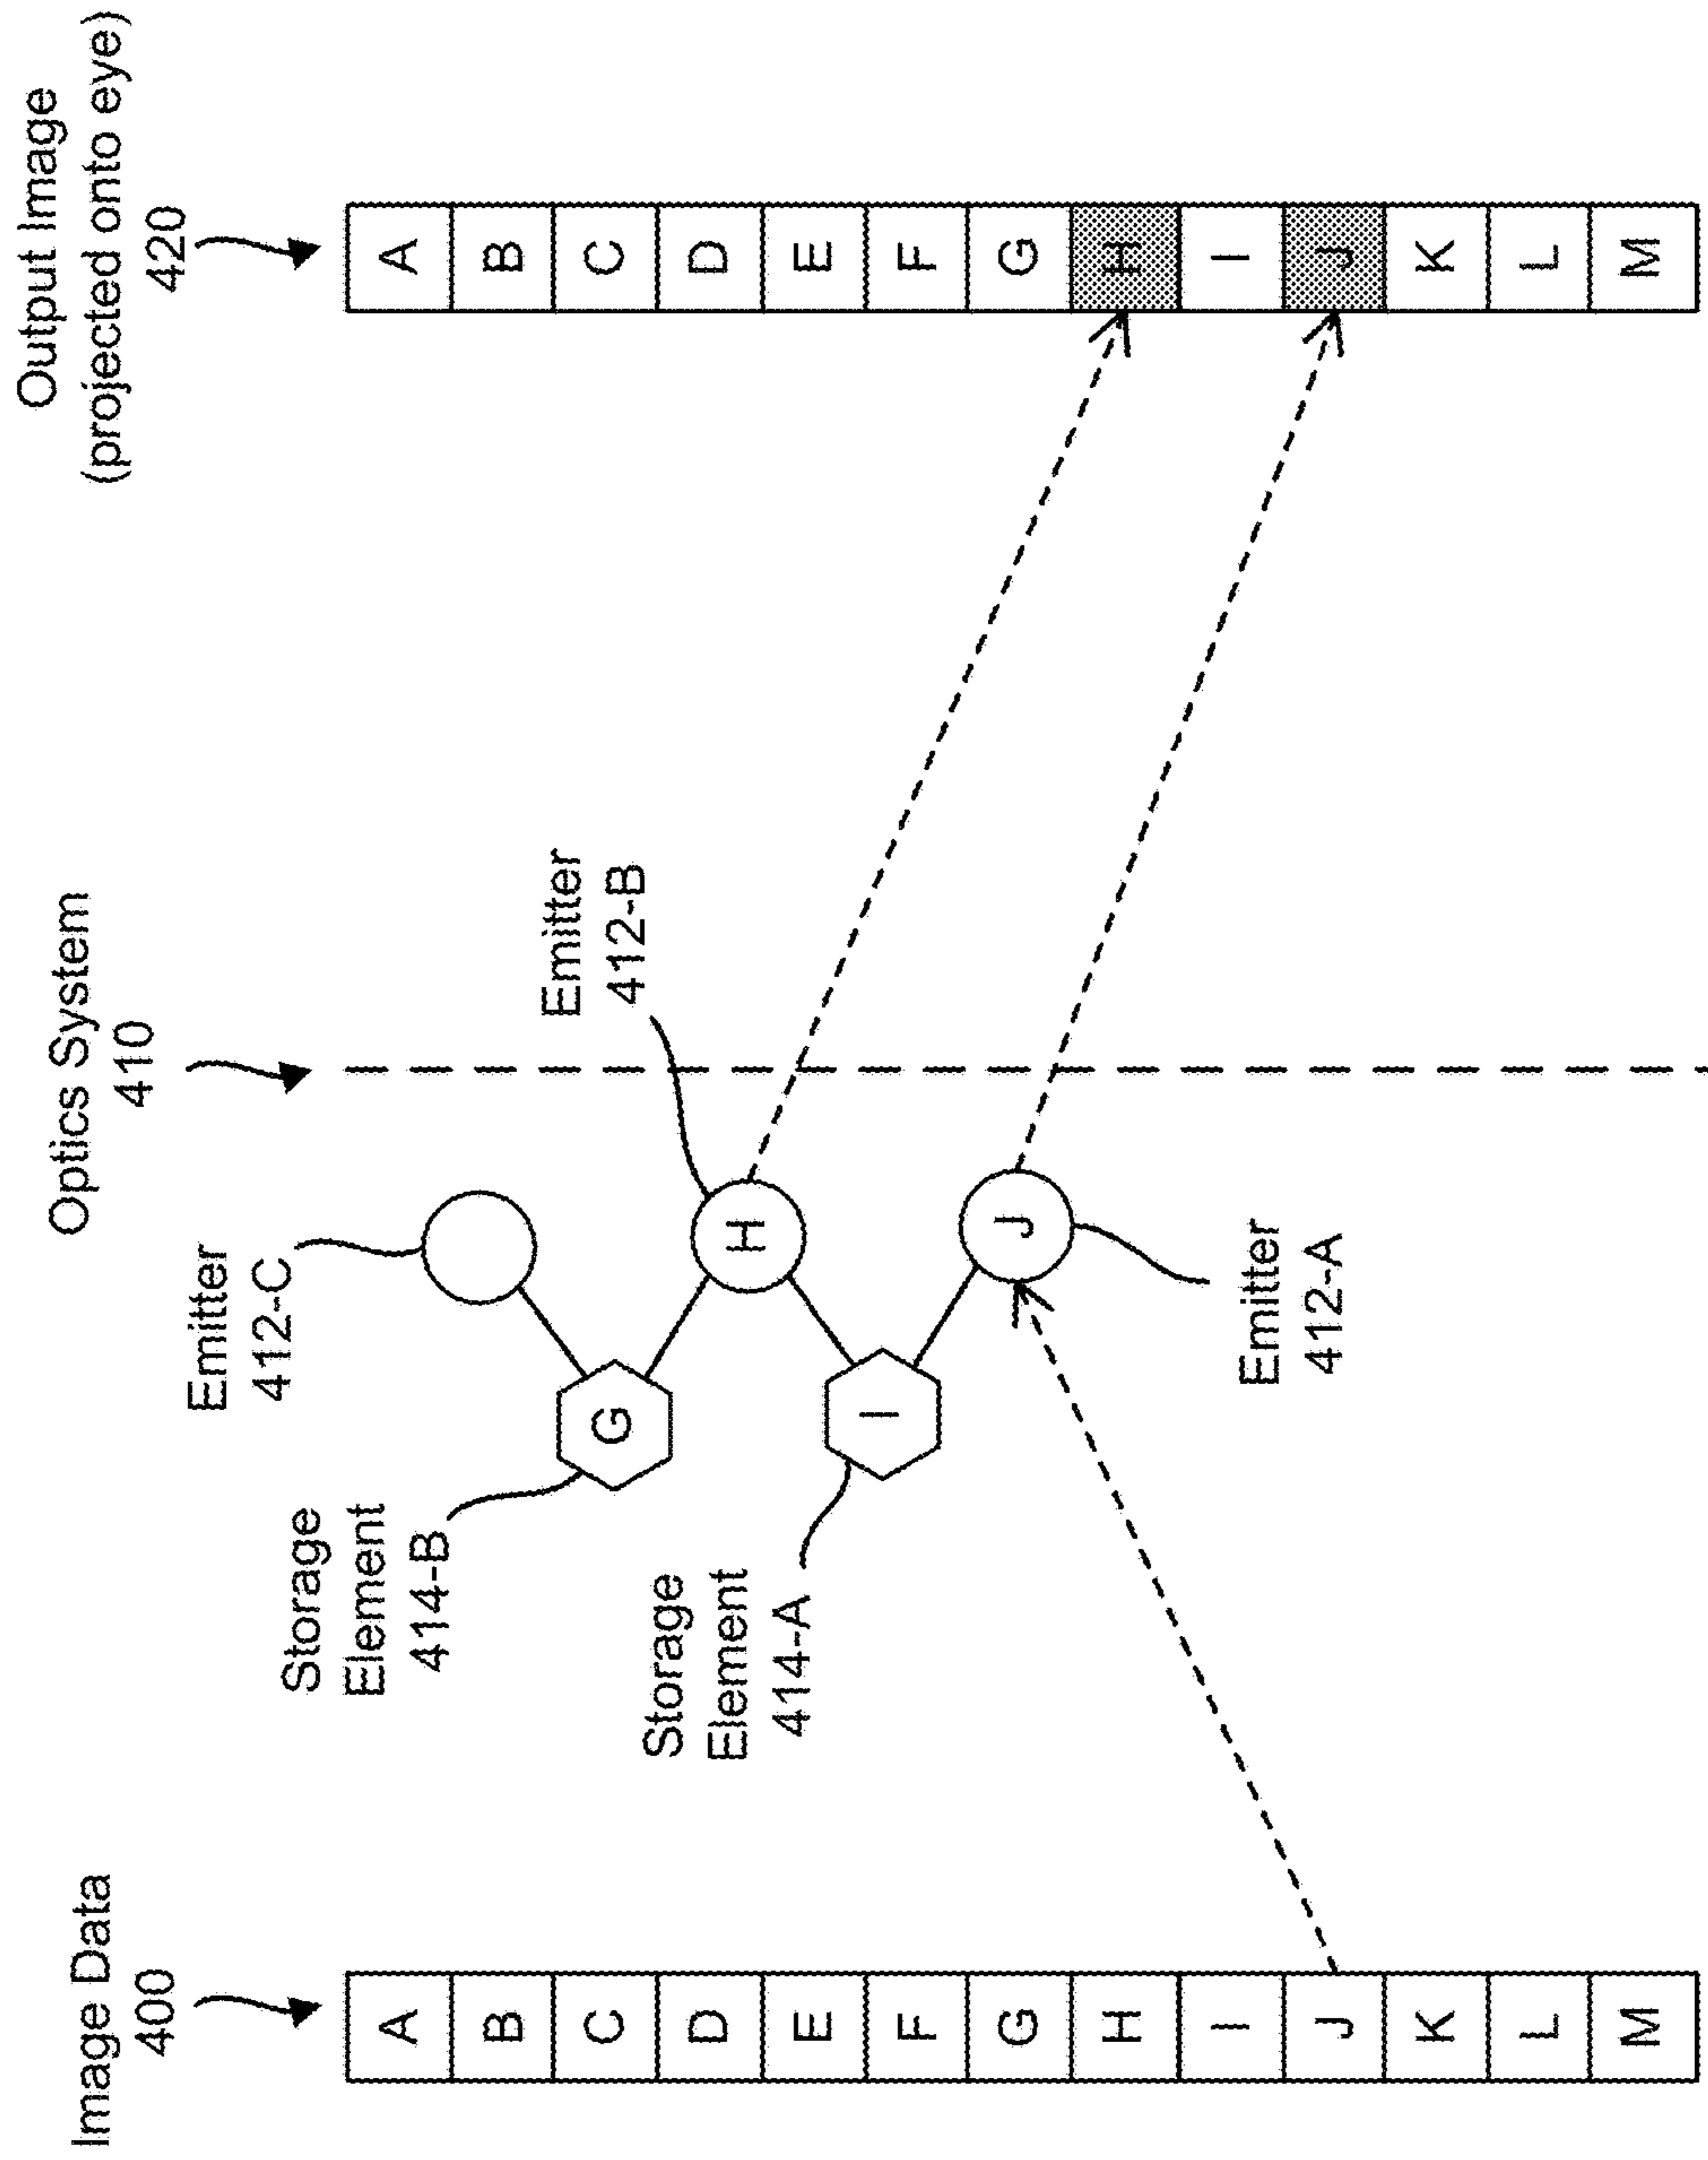 Image Data
400
A
B
C
D
E
F
G
H
I
J
K
L
M
Storage
Element
414-B
Storage
Element
414-A
G
I
Emitter
412-C
H
J
Emitter
412-A
Optics System
410
Emitter
412-B
Output Image
(projected onto eye)
420
A
B
C
D
E
F
G
H
I
J
K
L
M